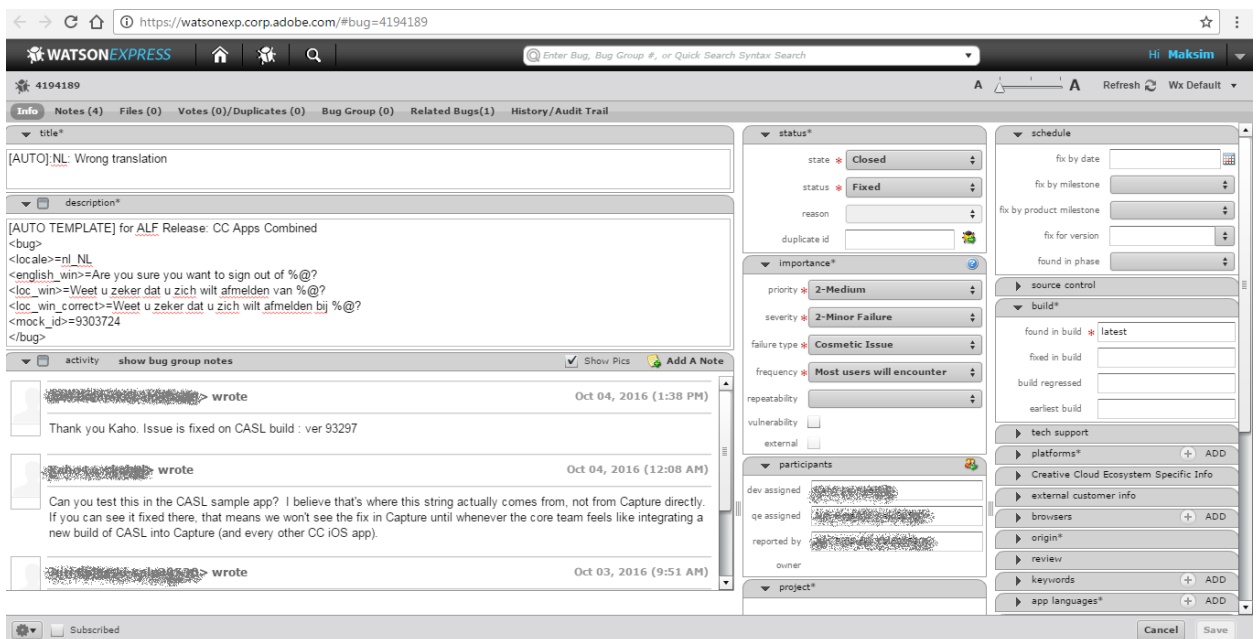 https://watsonexp.corp.adobe.com/#bug=4194189
WATSONEXPRESS
Enter Bug, Bug Group #, or Quick Search Syntax Search
Hi Maksim
4194189
A A Refresh Wx Default
Info Notes (4) Files (0) Votes (0)/Duplicates (0) Bug Group (0) Related Bugs(1) History/Audit Trail
title*
[AUTO]:NL: Wrong translation
description*
[AUTO TEMPLATE] for ALF Release: CC Apps Combined
<bug>
<locale>=nl_NL
<english_win>=Are you sure you want to sign out of %@?
<loc_win>=Weet u zeker dat u zich wilt afmelden van %@?
<loc_win_correct>=Weet u zeker dat u zich wilt afmelden bij %@?
<mock_id>=9303724
</bug>
activity show bug group notes Show Pics Add A Note
> wrote Oct 04, 2016 (1:38 PM)
Thank you Kaho. Issue is fixed on CASL build : ver 93297
wrote Oct 04, 2016 (12:08 AM)
Can you test this in the CASL sample app? I believe that's where this string actually comes from, not from Capture directly.
If you can see it fixed there, that means we won't see the fix in Capture until whenever the core team feels like integrating a
new build of CASL into Capture (and every other CC iOS app).
> wrote Oct 03, 2016 (9:51 AM)
status*
state * Closed
status * Fixed
reason
duplicate id
importance*
priority * 2-Medium
severity * 2-Minor Failure
failure type * Cosmetic Issue
frequency * Most users will encounter
repeatability
vulnerability
external
participants
dev assigned
qe assigned
reported by
owner
project*
schedule
fix by date
fix by milestone
fix by product milestone
fix for version
found in phase
source control
build*
found in build * latest
fixed in build
build regressed
earliest build
tech support
platforms* ADD
Creative Cloud Ecosystem Specific Info
external customer info
browsers ADD
origin*
review
keywords ADD
app languages* ADD
Subscribed
Cancel Save